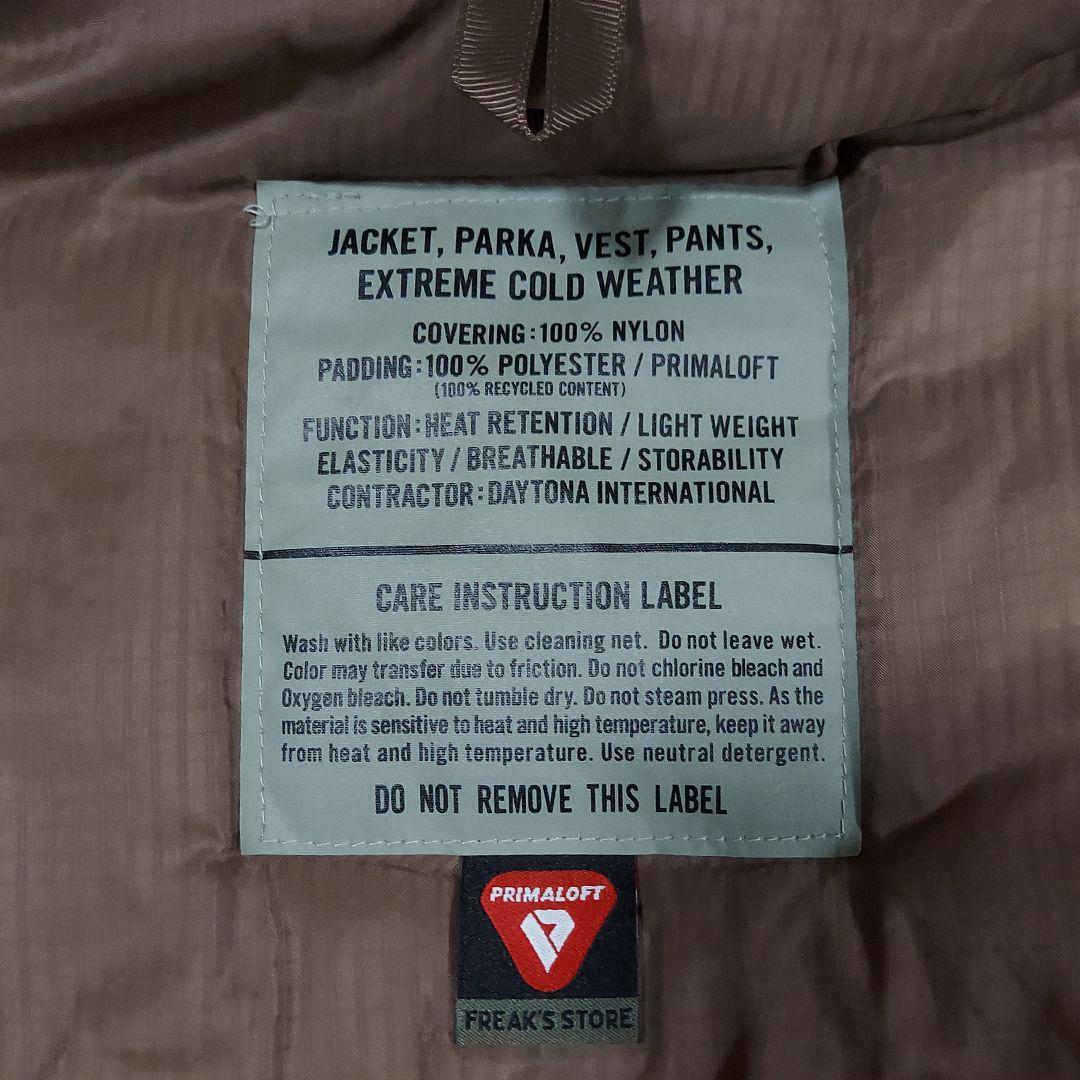 JACKET, PARKA, VEST, PANTS,
EXTREME COLD WEATHER
COVERING:100% NYLON
PADDING:100% POLYESTER / PRIMALOFT
(100% RECYCLED CONTENT)
FUNCTION:HEAT RETENTION / LIGHT WEIGHT
ELASTICITY / BREATHABLE / STORABILITY
CONTRACTOR:DAYTONA INTERNATIONAL
CARE INSTRUCTION LABEL
Wash with like colors. Use cleaning net. Do not leave wet.
Color may transfer due to friction. Do not chlorine bleach and
Oxygen bleach. Do not tumble dry. Do not steam press. As the
material is sensitive to heat and high temperature, keep it away
from heat and high temperature. Use neutral detergent.
DO NOT REMOVE THIS LABEL
PRIMALOFT
FREAK'S STORE